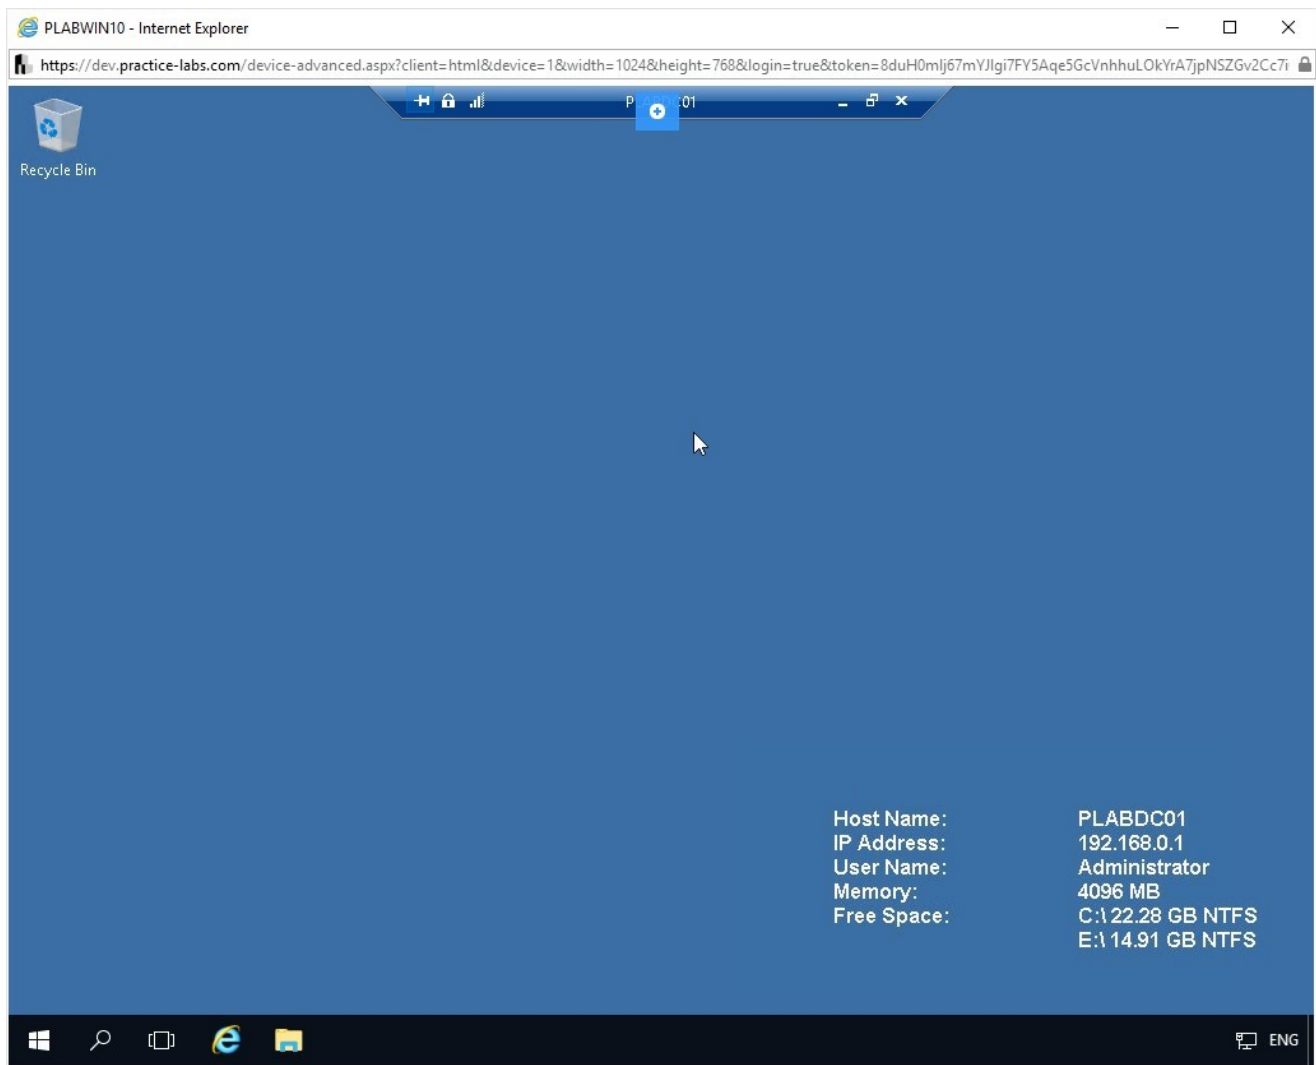 PLABWIN10 - Internet Explorer
https://dev.practice-labs.com/device-advanced.aspx?client=html&device=1&width=1024&height=768&login=true&token=8duH0mIj67mYJIgi7FY5Aqe5GcVnhhuLOkYrA7jpNSZGv2Cc7i
01
Recycle Bin
Host Name: PLABDC01
IP Address: 192.168.0.1
User Name: Administrator
Memory: 4096 MB
Free Space: C:\ 22.28 GB NTFS
E:\ 14.91 GB NTFS
ENG